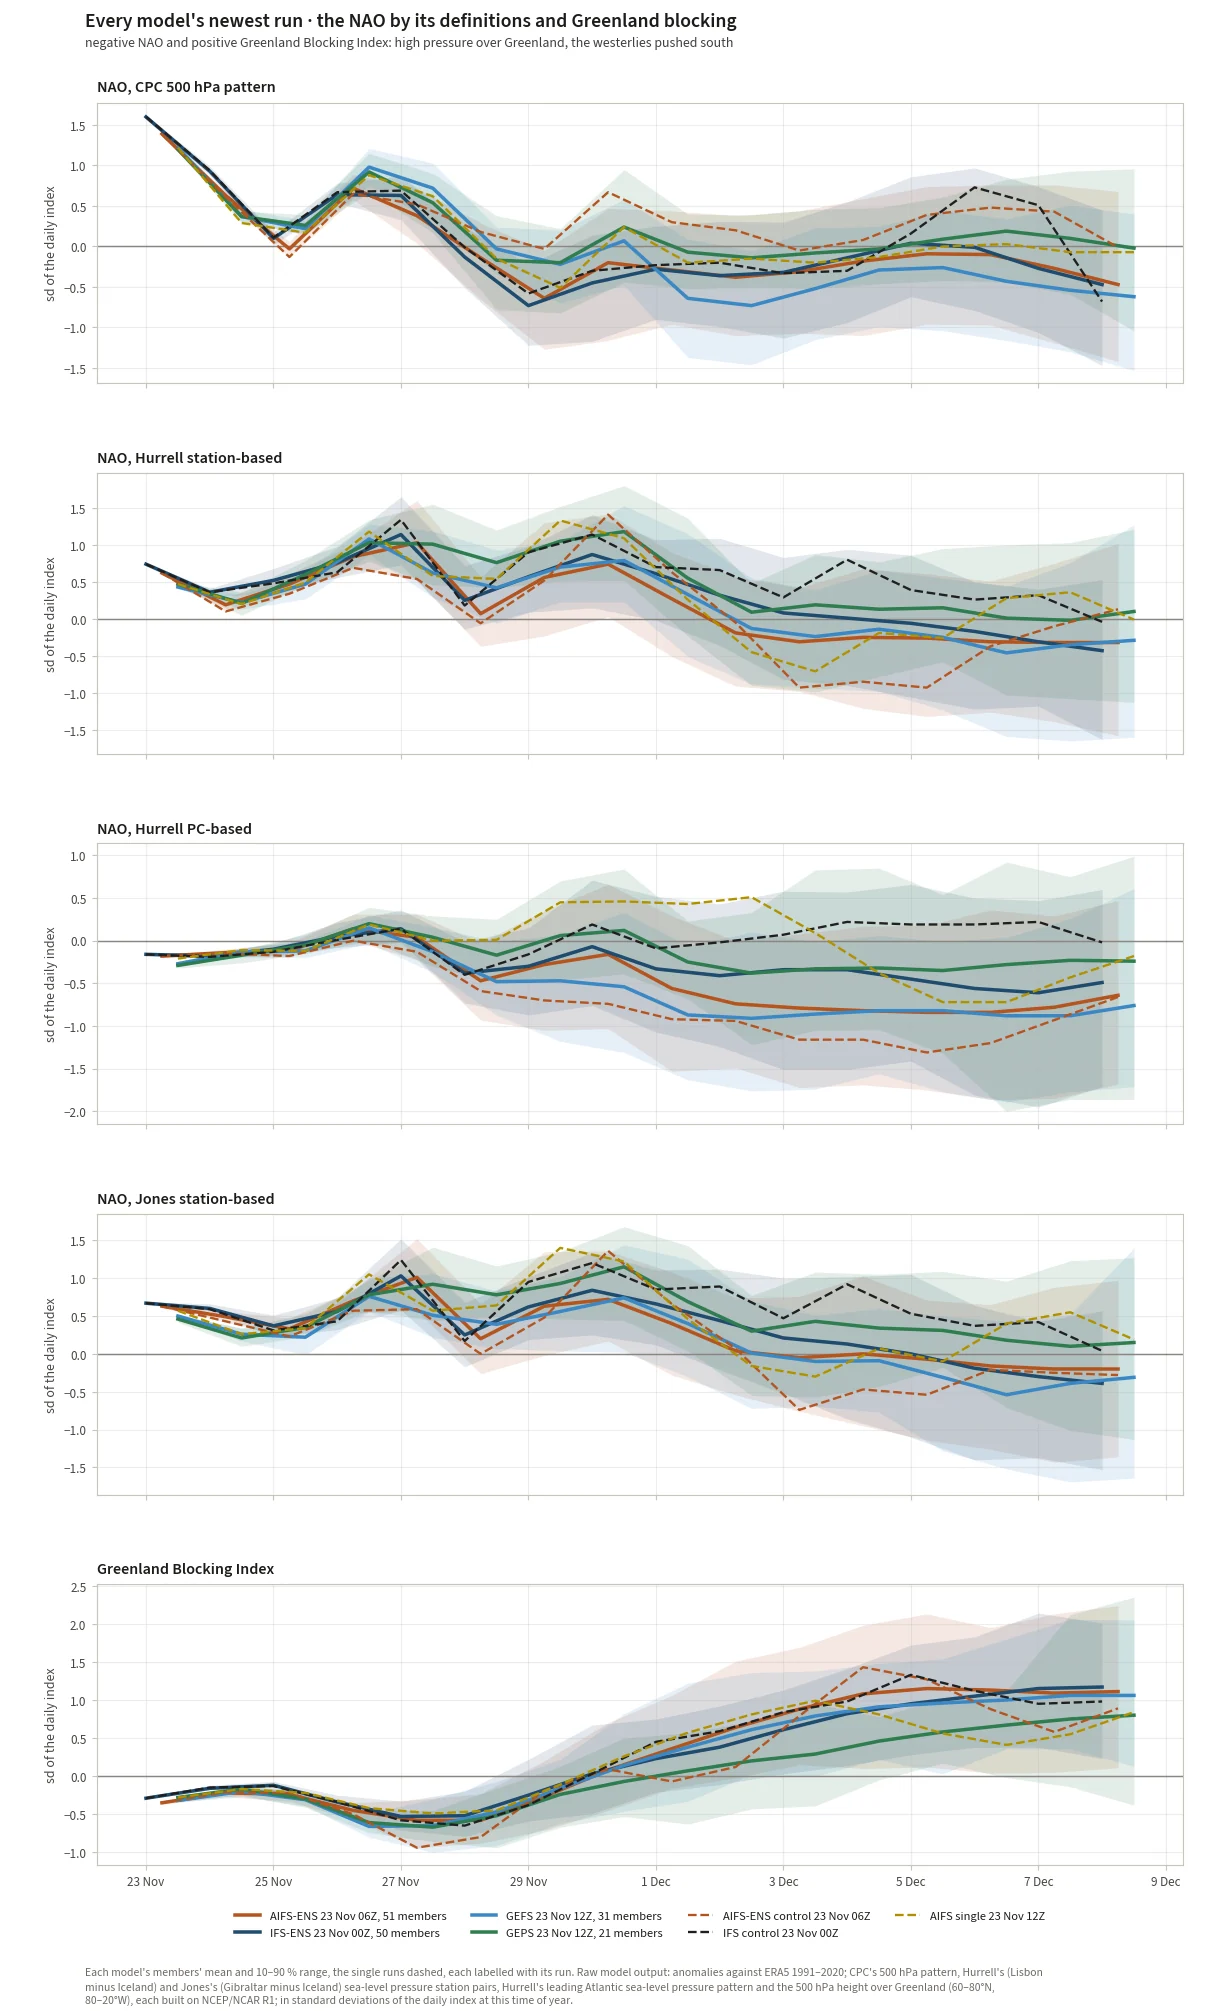 Every model's newest run · the NAO by its definitions and Greenland blocking
negative NAO and positive Greenland Blocking Index: high pressure over Greenland, the westerlies pushed south
NAO, CPC 500 hPa pattern
sd of the daily index
1.5
1.0
0.5
0.0
−0.5
−1.0
−1.5
NAO, Hurrell station-based
sd of the daily index
1.5
1.0
0.5
0.0
−0.5
−1.0
−1.5
NAO, Hurrell PC-based
sd of the daily index
1.0
0.5
0.0
−0.5
−1.0
−1.5
−2.0
NAO, Jones station-based
sd of the daily index
1.5
1.0
0.5
0.0
−0.5
−1.0
−1.5
Greenland Blocking Index
sd of the daily index
2.5
2.0
1.5
1.0
0.5
0.0
−0.5
−1.0
23 Nov 25 Nov 27 Nov 29 Nov 1 Dec 3 Dec 5 Dec 7 Dec 9 Dec
AIFS-ENS 23 Nov 06Z, 51 members GEFS 23 Nov 12Z, 31 members AIFS-ENS control 23 Nov 06Z AIFS single 23 Nov 12Z
IFS-ENS 23 Nov 00Z, 50 members GEPS 23 Nov 12Z, 21 members IFS control 23 Nov 00Z
Each model's members' mean and 10–90 % range, the single runs dashed, each labelled with its run. Raw model output: anomalies against ERA5 1991–2020; CPC's 500 hPa pattern, Hurrell's (Lisbon
minus Iceland) and Jones's (Gibraltar minus Iceland) sea-level pressure station pairs, Hurrell's leading Atlantic sea-level pressure pattern and the 500 hPa height over Greenland (60–80°N,
80–20°W), each built on NCEP/NCAR R1; in standard deviations of the daily index at this time of year.